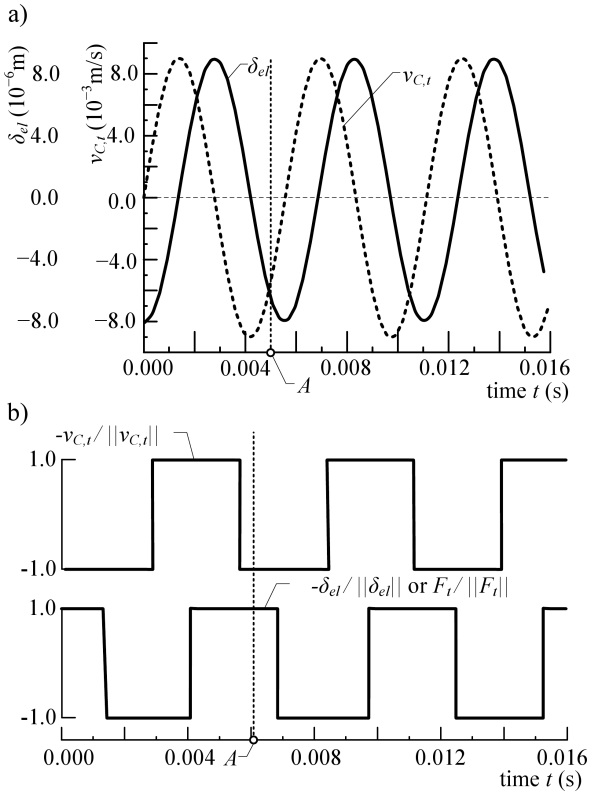 a)
δel (10⁻⁶m)
vC,t (10⁻³m/s)
8.0 8.0
4.0 4.0
0.0 0.0
−4.0 −4.0
−8.0 −8.0
δel
vC,t
0.000 0.004 0.008 0.012 0.016
A
time t (s)
b)
-vC,t / ||vC,t||
1.0
-1.0
-δel / ||δel|| or Ft / ||Ft||
1.0
-1.0
0.000 0.004 0.008 0.012 0.016
A
time t (s)